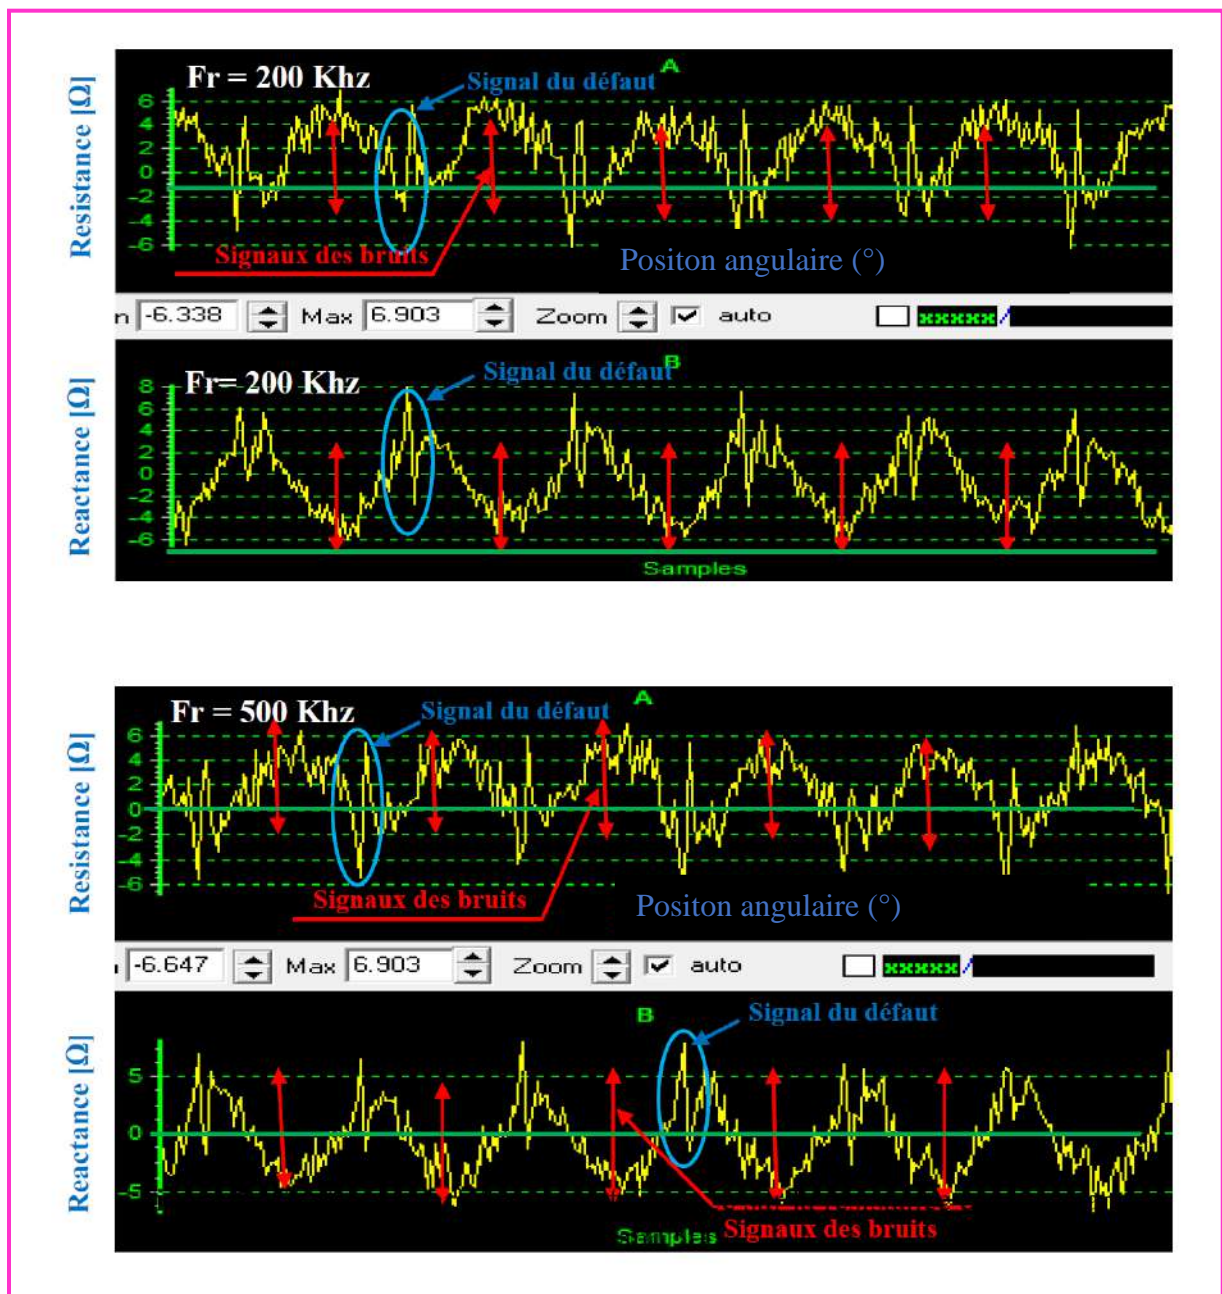 Fr = 200 Khz
Signal du défaut
A
Resistance [Ω]
6
4
2
0
-2
-4
-6
Signaux des bruits
Positon angulaire (°)
n -6.338 Max 6.903 Zoom auto xxxxx/
Fr= 200 Khz
Signal du défaut
B
Reactance [Ω]
8
6
4
2
0
-2
-4
-6
Samples
Fr = 500 Khz
Signal du défaut
A
Resistance [Ω]
6
4
2
0
-2
-4
-6
Signaux des bruits
Positon angulaire (°)
-6.647 Max 6.903 Zoom auto xxxxx/
B
Signal du défaut
Reactance [Ω]
5
0
-5
Samples
Signaux des bruits